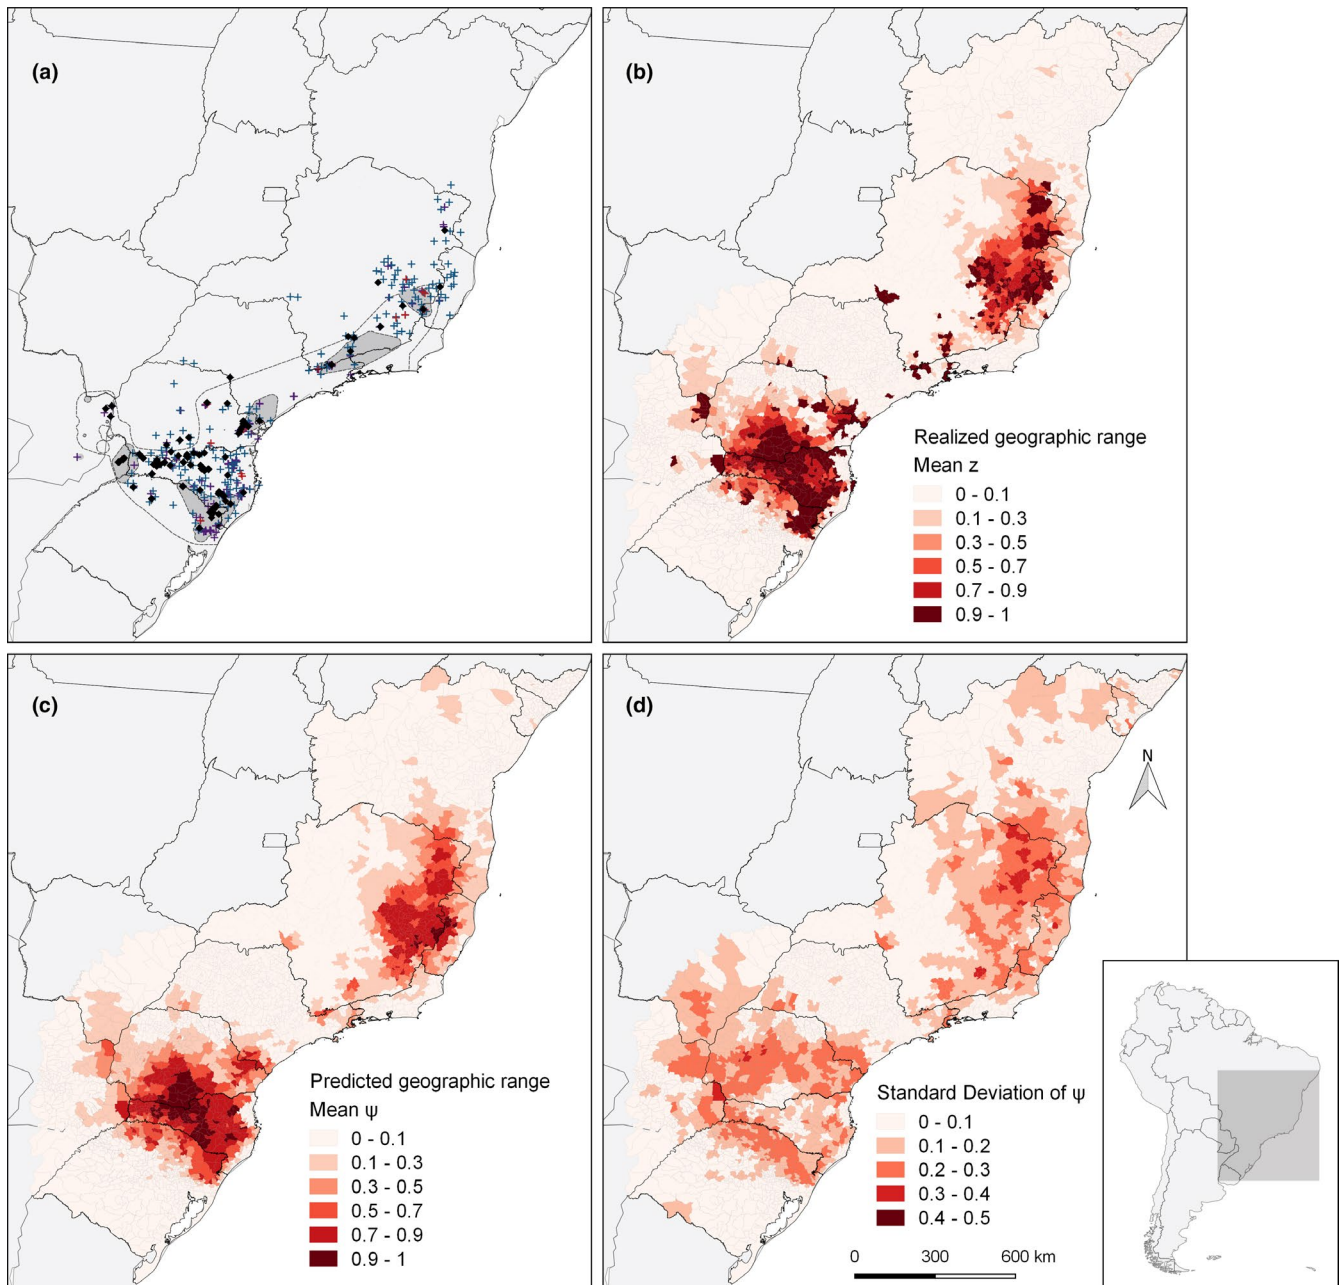 (a)
(b)
Realized geographic range
Mean z
0 - 0.1
0.1 - 0.3
0.3 - 0.5
0.5 - 0.7
0.7 - 0.9
0.9 - 1
(c)
Predicted geographic range
Mean ψ
0 - 0.1
0.1 - 0.3
0.3 - 0.5
0.5 - 0.7
0.7 - 0.9
0.9 - 1
(d)
N
Standard Deviation of ψ
0 - 0.1
0.1 - 0.2
0.2 - 0.3
0.3 - 0.4
0.4 - 0.5
0 300 600 km